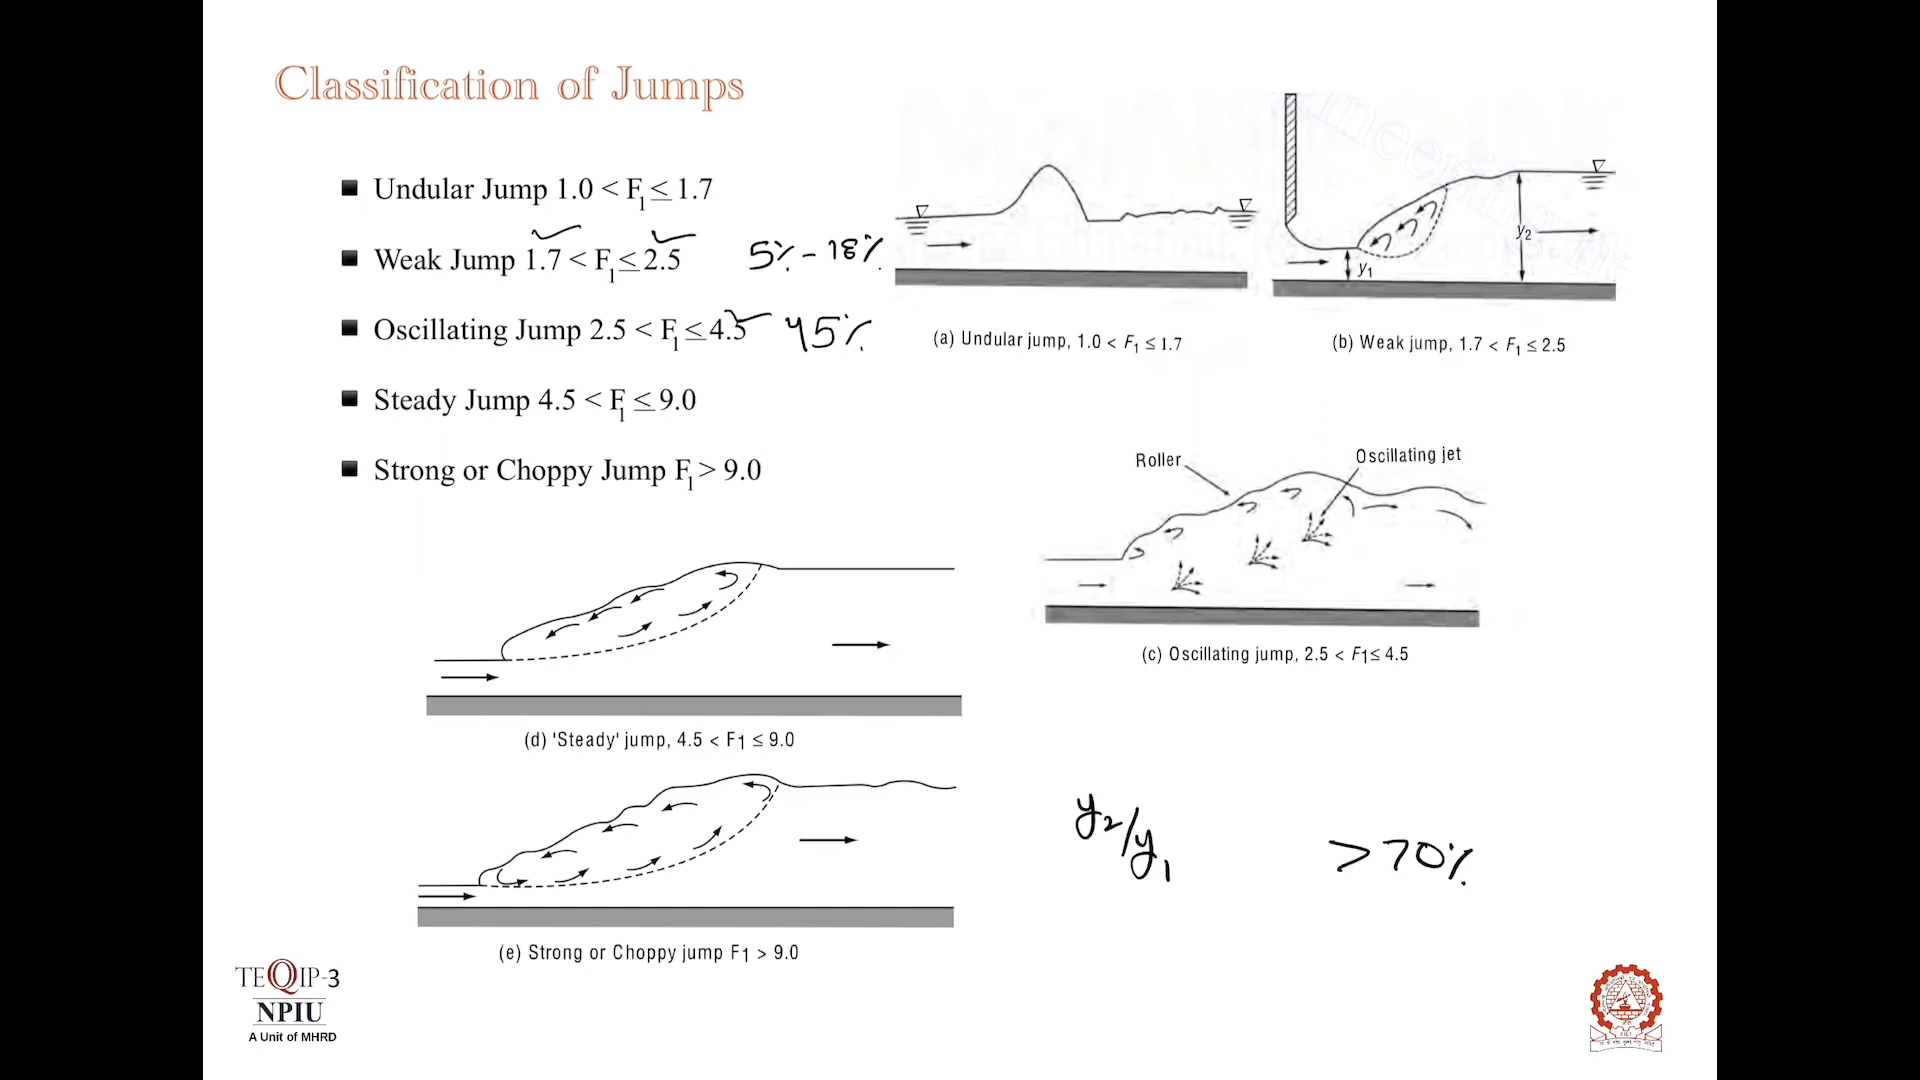 Classification of Jumps
Undular Jump 1.0 < F₁ ≤ 1.7
Weak Jump 1.7 < F₁ ≤ 2.5 5% - 18%
Oscillating Jump 2.5 < F₁ ≤ 4.5 45%
Steady Jump 4.5 < F₁ ≤ 9.0
Strong or Choppy Jump F₁ > 9.0
y₂
y₁
(a) Undular jump, 1.0 < F₁ ≤ 1.7
(b) Weak jump, 1.7 < F₁ ≤ 2.5
Roller
Oscillating jet
(c) Oscillating jump, 2.5 < F₁ ≤ 4.5
(d) 'Steady' jump, 4.5 < F₁ ≤ 9.0
(e) Strong or Choppy jump F₁ > 9.0
y₂/y₁
>70%
TEQIP-3
NPIU
A Unit of MHRD